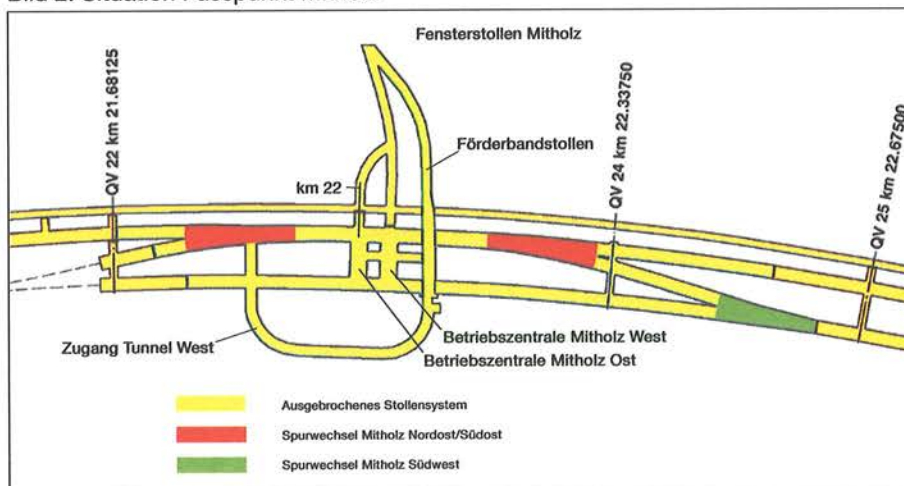 Fensterstollen Mitholz
QV 22 km 21.68125
Förderbandstollen
QV 24 km 22.33750
km 22
QV 25 km 22.67500
Zugang Tunnel West
Betriebszentrale Mitholz West
Betriebszentrale Mitholz Ost
Ausgebrochenes Stollensystem
Spurwechsel Mitholz Nordost/Südost
Spurwechsel Mitholz Südwest